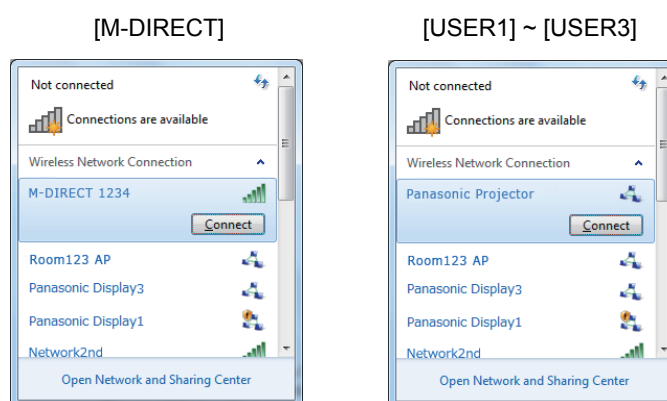 [M-DIRECT]
Not connected
Connections are available
Wireless Network Connection
M-DIRECT 1234
Connect
Room123 AP
Panasonic Display3
Panasonic Display1
Network2nd
Open Network and Sharing Center
[USER1] ~ [USER3]
Not connected
Connections are available
Wireless Network Connection
Panasonic Projector
Connect
Room123 AP
Panasonic Display3
Panasonic Display1
Network2nd
Open Network and Sharing Center